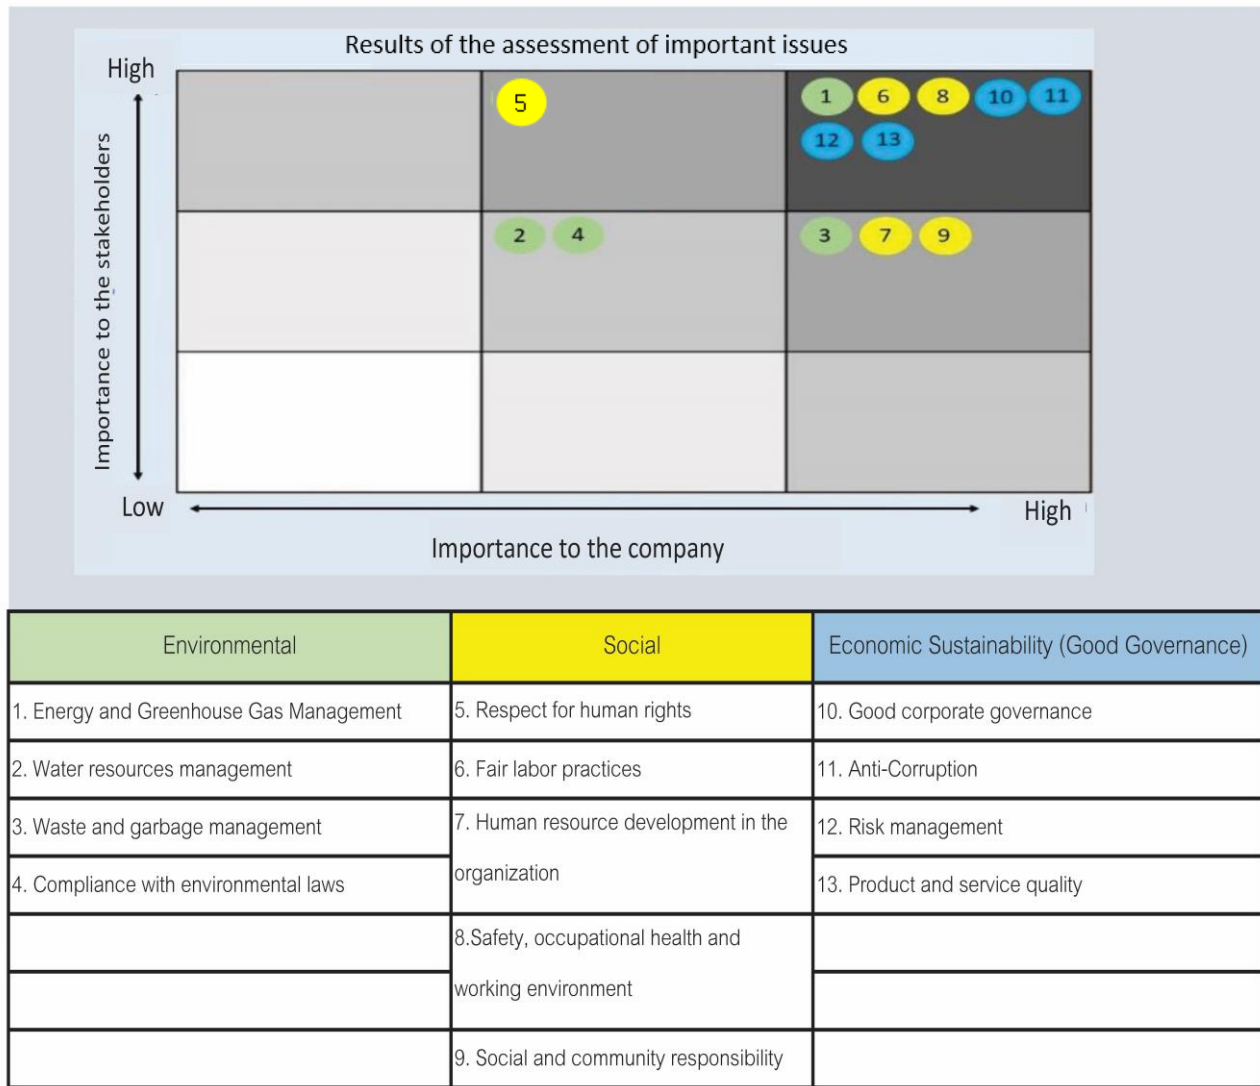 Results of the assessment of important issues
High
Importance to the stakeholders
5
1 6 8 10 11
12 13
2 4
3 7 9
Low
High
Importance to the company
Environmental
Social
Economic Sustainability (Good Governance)
1. Energy and Greenhouse Gas Management
5. Respect for human rights
10. Good corporate governance
2. Water resources management
6. Fair labor practices
11. Anti-Corruption
3. Waste and garbage management
7. Human resource development in the
organization
12. Risk management
4. Compliance with environmental laws
13. Product and service quality
8.Safety, occupational health and
working environment
9. Social and community responsibility